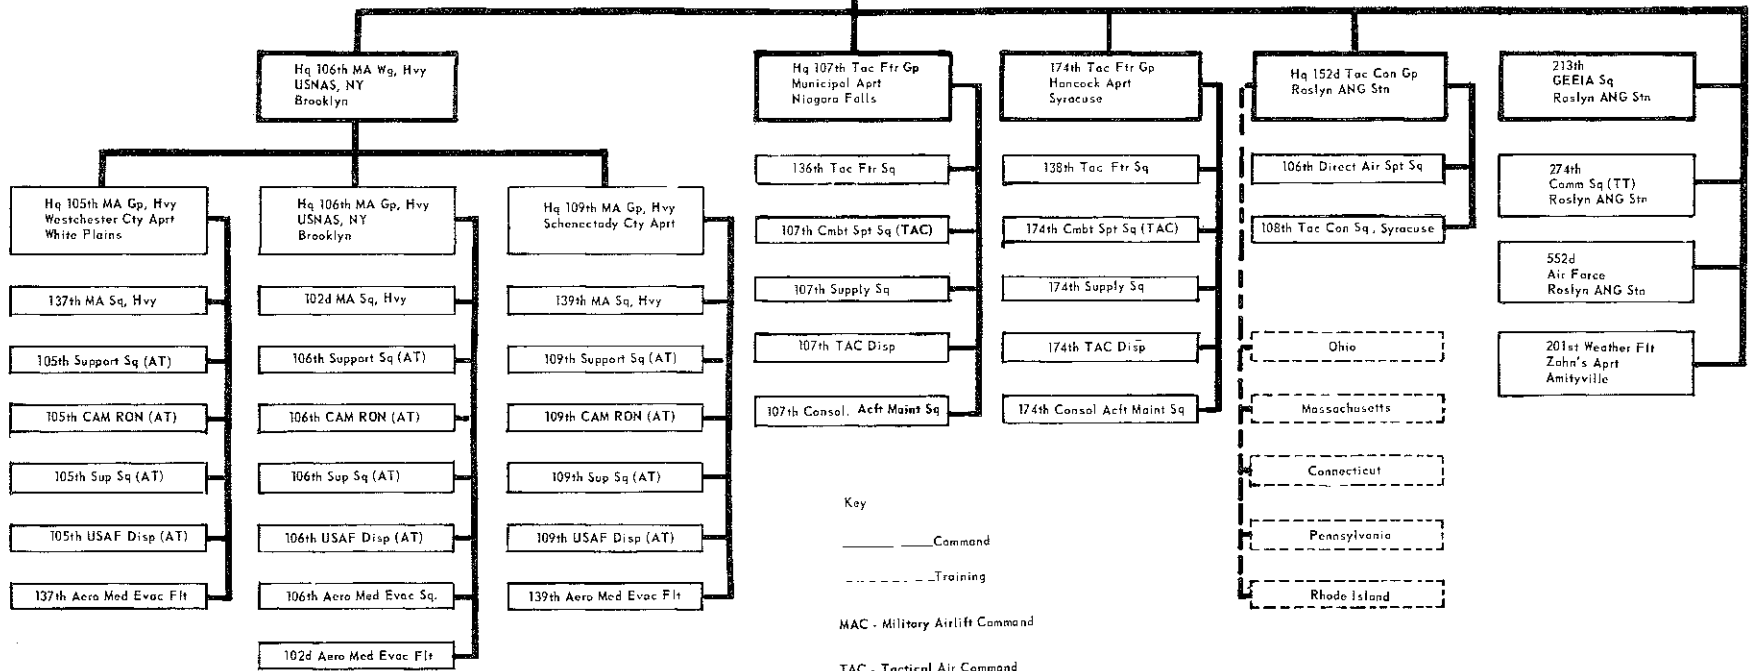 Hq 106th MA Wg, Hvy
USNAS, NY
Brooklyn
Hq 107th Tac Ftr Gp
Municipal Aprt
Niagara Falls
174th Tac Ftr Gp
Hancock Aprt
Syracuse
Hq 152d Tac Con Gp
Roslyn ANG Stn
213th
GEEIA Sq
Roslyn ANG Stn
Hq 105th MA Gp, Hvy
Westchester Cty Aprt
White Plains
137th MA Sq, Hvy
105th Support Sq (AT)
105th CAM RON (AT)
105th Sup Sq (AT)
105th USAF Disp (AT)
137th Aero Med Evac Flt
Hq 106th MA Gp, Hvy
USNAS, NY
Brooklyn
102d MA Sq, Hvy
106th Support Sq (AT)
106th CAM RON (AT)
106th Sup Sq (AT)
106th USAF Disp (AT)
106th Aero Med Evac Sq.
102d Aero Med Evac Flt
Hq 109th MA Gp, Hvy
Schenectady Cty Aprt
139th MA Sq, Hvy
109th Support Sq (AT)
109th CAM RON (AT)
109th Sup Sq (AT)
109th USAF Disp (AT)
139th Aero Med Evac Flt
136th Tac Ftr Sq
107th Cmbt Spt Sq (TAC)
107th Supply Sq
107th TAC Disp
107th Consol. Acft Maint Sq
138th Tac Ftr Sq
174th Cmbt Spt Sq (TAC)
174th Supply Sq
174th TAC Disp
174th Consol Acft Maint Sq
106th Direct Air Spt Sq
108th Tac Con Sq, Syracuse
Ohio
Massachusetts
Connecticut
Pennsylvania
Rhode Island
274th
Comm Sq (TT)
Roslyn ANG Stn
552d
Air Force
Roslyn ANG Stn
201st Weather Flt
Zahn's Aprt
Amityville
Key
Command
Training
MAC - Military Airlift Command
TAC - Tactical Air Command